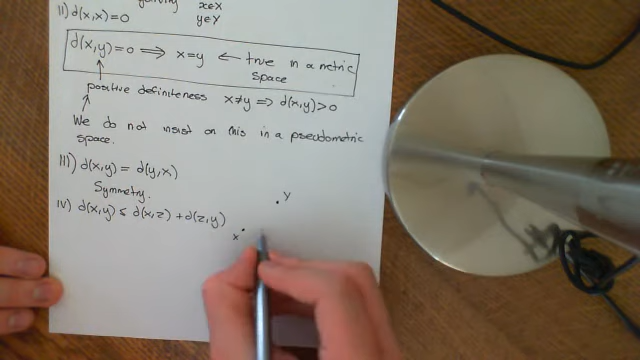 x∈X
II) d(x,x)=0 y∈Y
d(x,y)=0 ⟹ x=y ← true in a metric
space
positive definiteness x≠y ⟹ d(x,y)>0
We do not insist on this in a pseudometric
space.
III) d(x,y) = d(y,x)
Symmetry.
IV) d(x,y) ≤ d(x,z) + d(z,y)
y
x